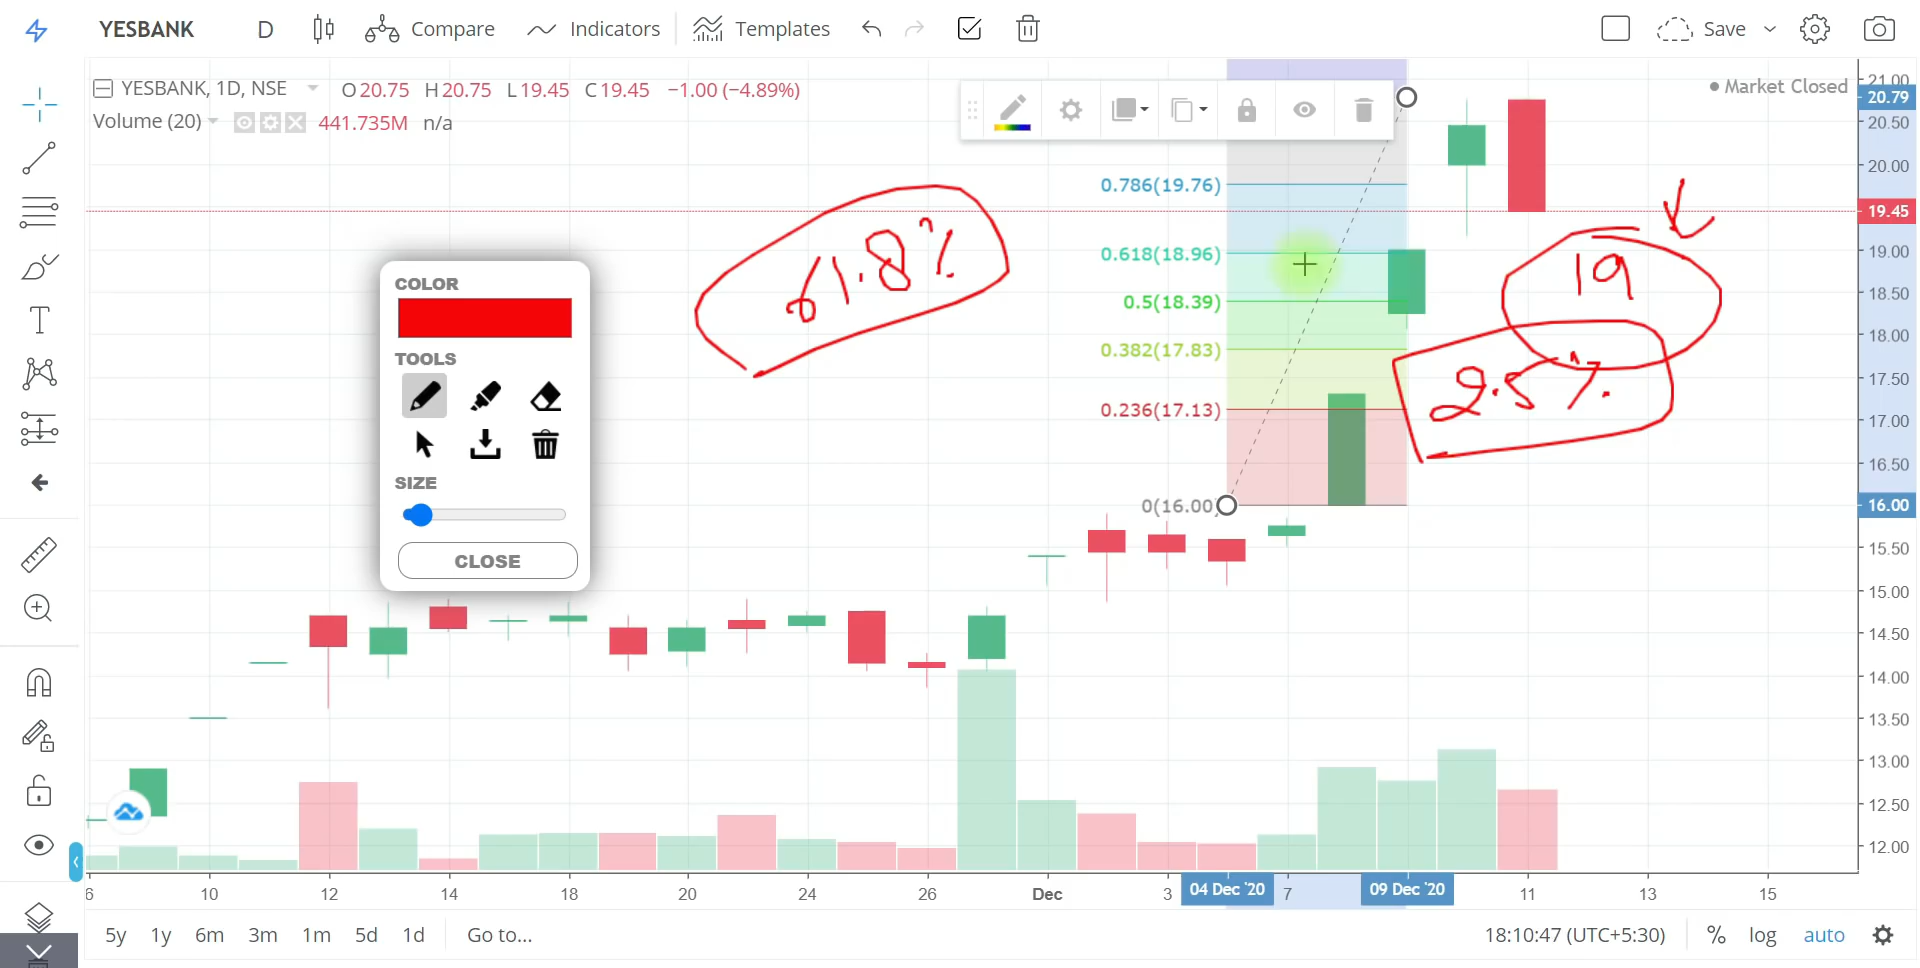 YESBANK D Compare Indicators Templates Save
YESBANK, 1D, NSE O20.75 H20.75 L19.45 C19.45 −1.00 (−4.89%)
Volume (20) 441.735M n/a
Market Closed
21.00
20.79
20.50
20.00
19.45
19.00
18.50
18.00
17.50
17.00
16.50
16.00
15.50
15.00
14.50
14.00
13.50
13.00
12.50
12.00
0.786(19.76)
0.618(18.96)
0.5(18.39)
0.382(17.83)
0.236(17.13)
0(16.00)
61.8%
19
2.5%
COLOR
TOOLS
SIZE
CLOSE
6 10 12 14 18 20 24 26 Dec 3 04 Dec '20 7 09 Dec '20 11 13 15
5y 1y 6m 3m 1m 5d 1d Go to... 18:10:47 (UTC+5:30) % log auto